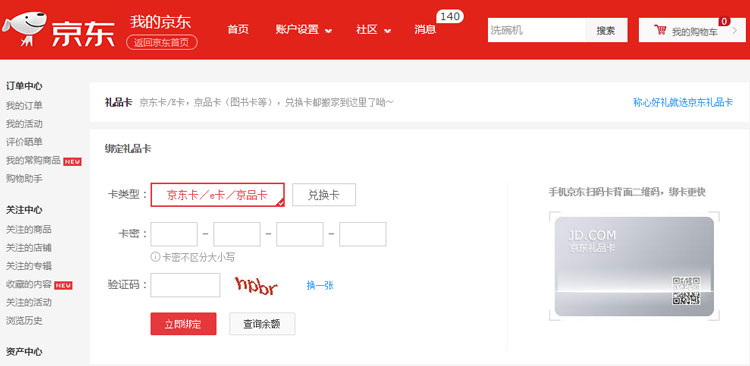 京东
我的京东
返回京东首页
首页
账户设置
社区
消息
140
洗碗机
搜索
我的购物车
0
订单中心
我的订单
我的活动
评价晒单
我的常购商品 NEW
购物助手
关注中心
关注的商品
关注的店铺
关注的专辑
收藏的内容 NEW
关注的活动
浏览历史
资产中心
礼品卡 京东卡/E卡，京品卡（图书卡等），兑换卡都搬家到这里了呦～
称心好礼就选京东礼品卡
绑定礼品卡
卡类型：
京东卡／e卡／京品卡
兑换卡
卡密：
卡密不区分大小写
验证码：
hbbr
换一张
立即绑定
查询余额
手机京东扫码卡背面二维码，绑卡更快
JD.COM
京东礼品卡